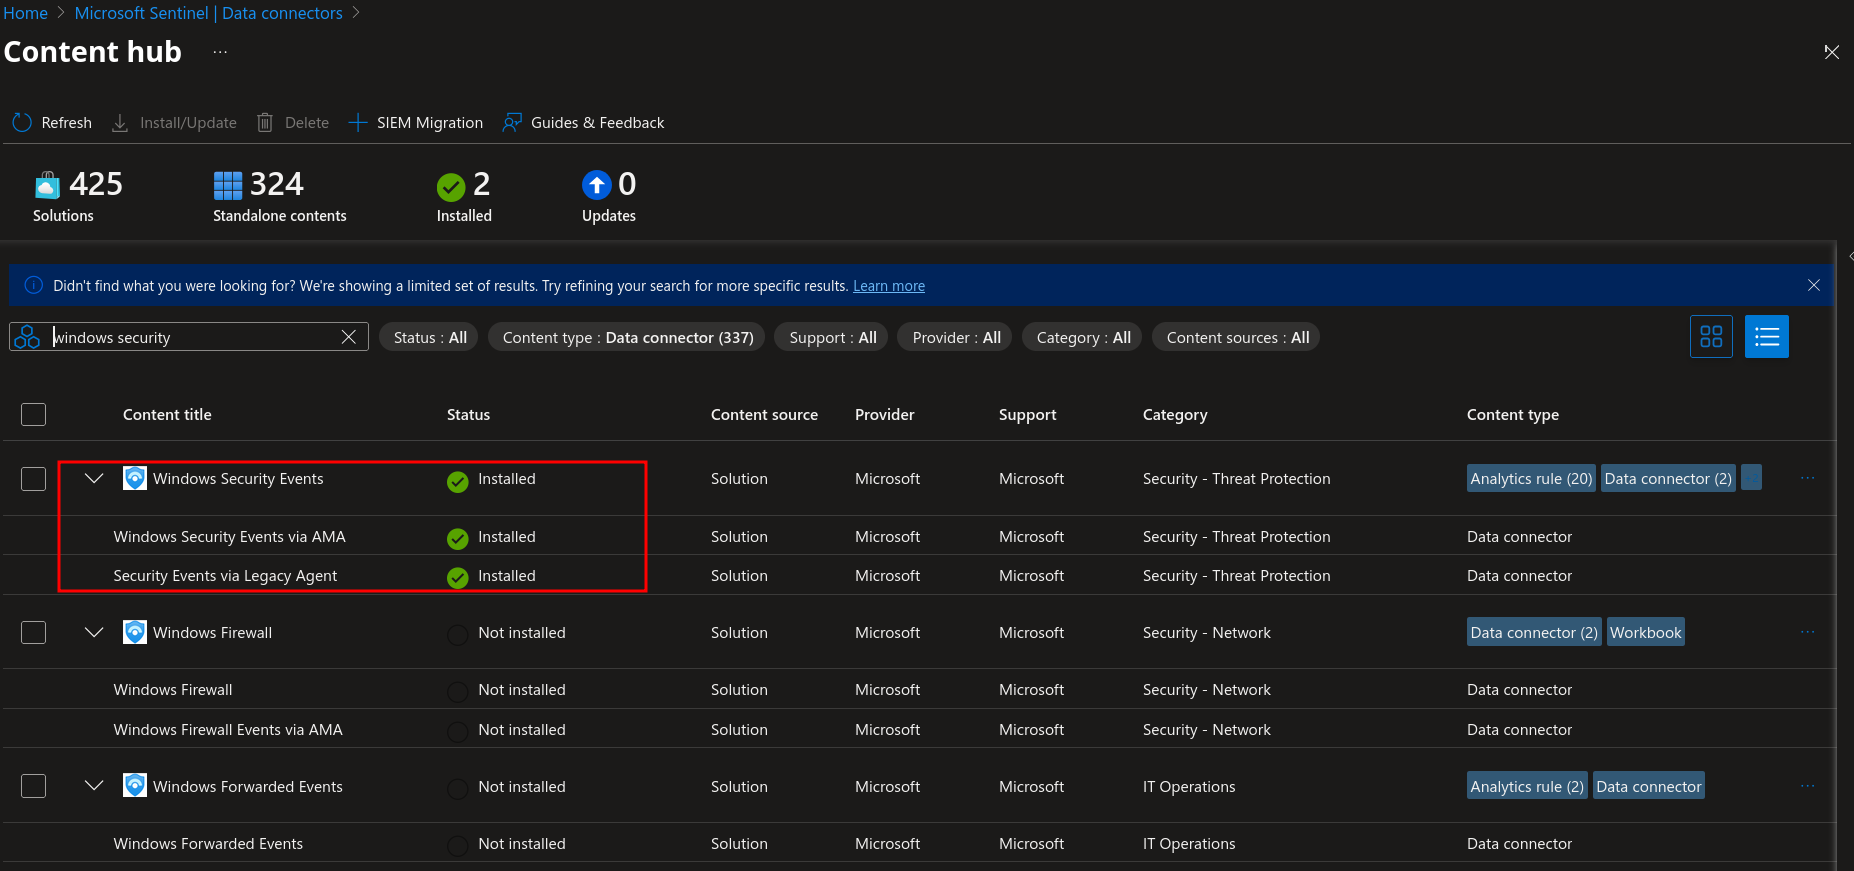 Home > Microsoft Sentinel | Data connectors >
Content hub ...
Refresh Install/Update Delete SIEM Migration Guides & Feedback
425 324 2 0
Solutions Standalone contents Installed Updates
Didn't find what you were looking for? We're showing a limited set of results. Try refining your search for more specific results. Learn more
windows security Status : All Content type : Data connector (337) Support : All Provider : All Category : All Content sources : All
Content title Status Content source Provider Support Category Content type
Windows Security Events Installed Solution Microsoft Microsoft Security - Threat Protection Analytics rule (20) Data connector (2) ...
Windows Security Events via AMA Installed Solution Microsoft Microsoft Security - Threat Protection Data connector
Security Events via Legacy Agent Installed Solution Microsoft Microsoft Security - Threat Protection Data connector
Windows Firewall Not installed Solution Microsoft Microsoft Security - Network Data connector (2) Workbook ...
Windows Firewall Not installed Solution Microsoft Microsoft Security - Network Data connector
Windows Firewall Events via AMA Not installed Solution Microsoft Microsoft Security - Network Data connector
Windows Forwarded Events Not installed Solution Microsoft Microsoft IT Operations Analytics rule (2) Data connector ...
Windows Forwarded Events Not installed Solution Microsoft Microsoft IT Operations Data connector